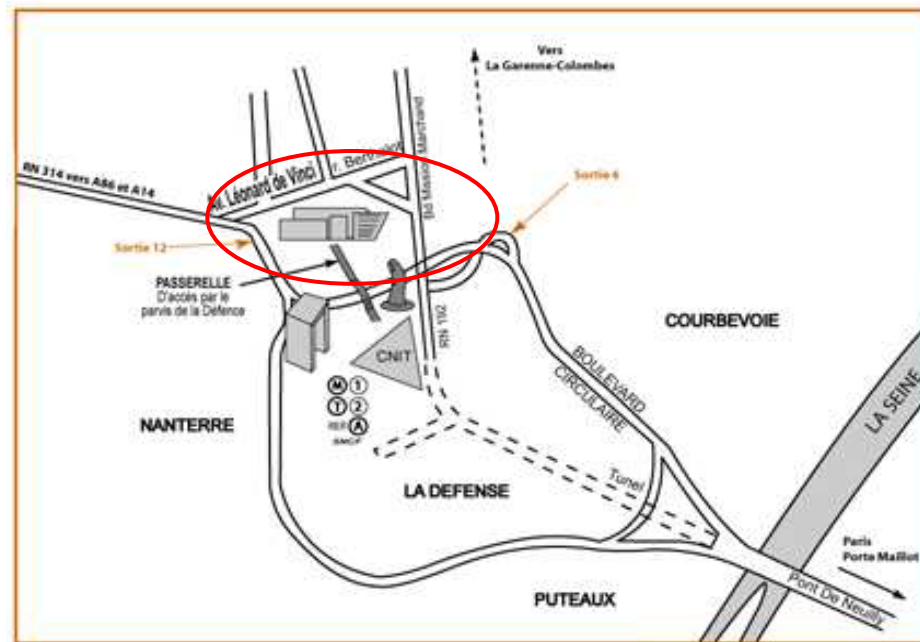 Vers
La Garenne-Colombes
RN 314 vers A86 et A14
Av. Léonard de Vinci
r. Berthelot
Bd Mission Marchand
Sortie 6
Sortie 12
PASSERELLE
D'accès par le
parvis de la Défence
COURBEVOIE
RN 192
CNIT
BOULEVARD
CIRCULAIRE
LA SEINE
M 1
T 2
RER A
SNCF
NANTERRE
LA DEFENSE
Tunel
Paris
Porte Maillot
Pont De Neuilly
PUTEAUX